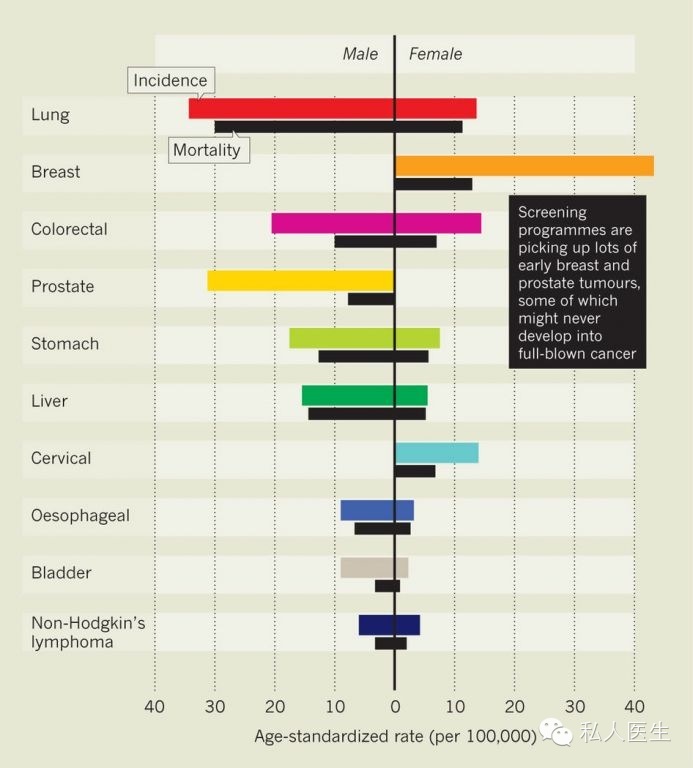 Male
Female
Incidence
Lung
Mortality
Breast
Colorectal
Screening
programmes are
picking up lots of
early breast and
prostate tumours,
some of which
might never
develop into
full-blown cancer
Prostate
Stomach
Liver
Cervical
Oesophageal
Bladder
Non-Hodgkin's
lymphoma
40 30 20 10 0 10 20 30 40
Age-standardized rate (per 100,000)
私人医生